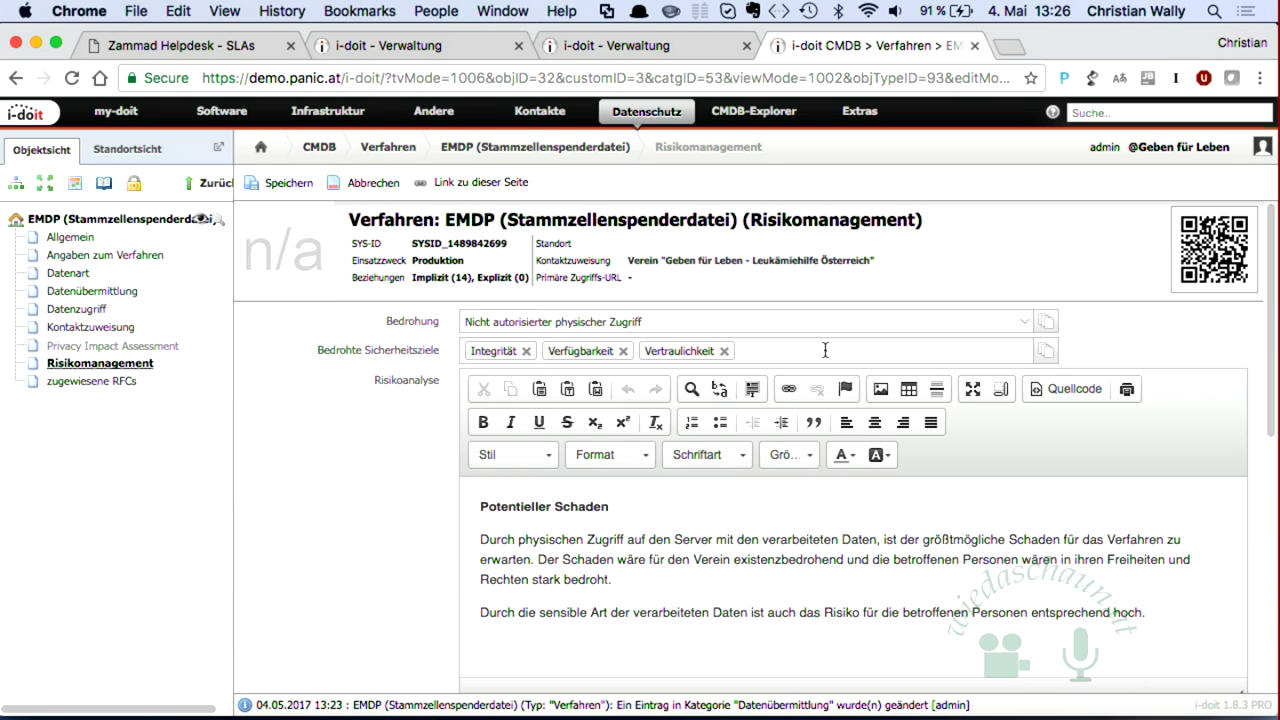 Chrome File Edit View History Bookmarks People Window Help 91 % 4. Mai 13:26 Christian Wally
Zammad Helpdesk - SLAs i-doit - Verwaltung i-doit - Verwaltung i-doit CMDB > Verfahren > EM Christian
Secure https://demo.panic.at/i-doit/?tvMode=1006&objID=32&customID=3&catgID=53&viewMode=1002&objTypeID=93&editMo...
i-doit my-doit Software Infrastruktur Andere Kontakte Datenschutz CMDB-Explorer Extras Suche..
Objektsicht Standortsicht CMDB Verfahren EMDP (Stammzellenspenderdatei) Risikomanagement admin @Geben für Leben
Zurüc Speichern Abbrechen Link zu dieser Seite
EMDP (Stammzellenspenderdatei)
Allgemein
Angaben zum Verfahren
Datenart
Datenübermittlung
Datenzugriff
Kontaktzuweisung
Privacy Impact Assessment
Risikomanagement
zugewiesene RFCs
n/a
Verfahren: EMDP (Stammzellenspenderdatei) (Risikomanagement)
SYS-ID SYSID_1489842699 Standort
Einsatzzweck Produktion Kontaktzuweisung Verein "Geben für Leben - Leukämiehilfe Österreich"
Beziehungen Implizit (14), Explizit (0) Primäre Zugriffs-URL -
Bedrohung Nicht autorisierter physischer Zugriff
Bedrohte Sicherheitsziele Integrität Verfügbarkeit Vertraulichkeit
Risikoanalyse
Quellcode
B I U S x₂ x² Tx
Stil Format Schriftart Grö... A A
Potentieller Schaden
Durch physischen Zugriff auf den Server mit den verarbeiteten Daten, ist der größtmögliche Schaden für das Verfahren zu
erwarten. Der Schaden wäre für den Verein existenzbedrohend und die betroffenen Personen wären in ihren Freiheiten und
Rechten stark bedroht.
Durch die sensible Art der verarbeiteten Daten ist auch das Risiko für die betroffenen Personen entsprechend hoch.
wiedaschaun.mt
04.05.2017 13:23 : EMDP (Stammzellenspenderdatei) (Typ: "Verfahren"): Ein Eintrag in Kategorie "Datenübermittlung" wurde(n) geändert [admin]
i-doit 1.8.3 PRO